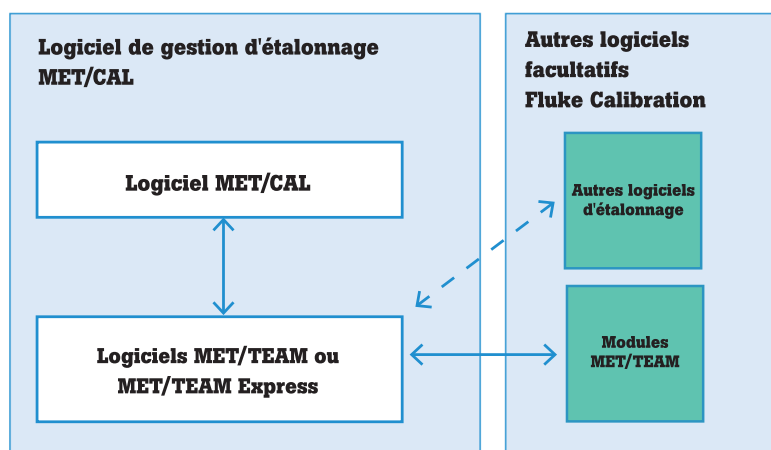 Logiciel de gestion d'étalonnage
MET/CAL
Logiciel MET/CAL
Logiciels MET/TEAM ou
MET/TEAM Express
Autres logiciels
facultatifs
Fluke Calibration
Autres logiciels
d'étalonnage
Modules
MET/TEAM